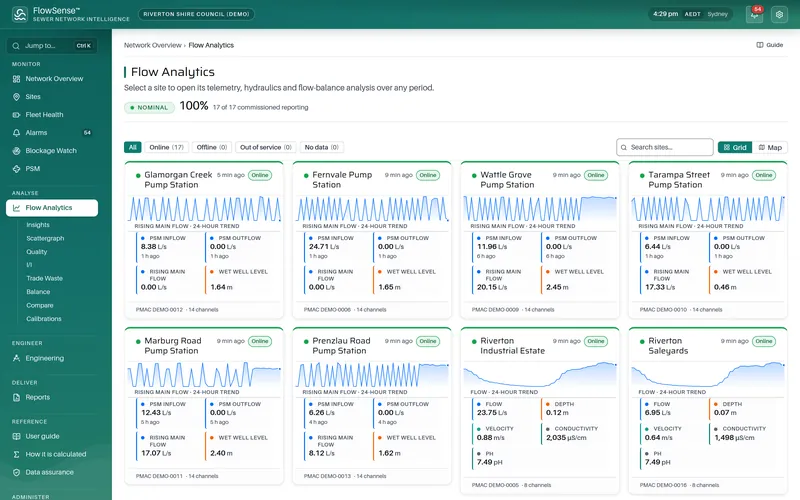 FlowSense™
SEWER NETWORK INTELLIGENCE
RIVERTON SHIRE COUNCIL (DEMO)
4:29 pm AEDT Sydney
54
Jump to... Ctrl K
MONITOR
Network Overview
Sites
Fleet Health
Alarms 54
Blockage Watch
PSM
ANALYSE
Flow Analytics
Insights
Scattergraph
Quality
I/I
Trade Waste
Balance
Compare
Calibrations
ENGINEER
Engineering
DELIVER
Reports
REFERENCE
User guide
How it is calculated
Data assurance
ADMINISTER
Network Overview › Flow Analytics
Guide
Flow Analytics
Select a site to open its telemetry, hydraulics and flow-balance analysis over any period.
NOMINAL 100% 17 of 17 commissioned reporting
All Online (17) Offline (0) Out of service (0) No data (0)
Search sites... Grid Map
Glamorgan Creek Pump Station 5 min ago Online
RISING MAIN FLOW · 24-HOUR TREND
PSM INFLOW 8.38 L/s 1 h ago
PSM OUTFLOW 0.00 L/s 1 h ago
RISING MAIN FLOW 0.00 L/s
WET WELL LEVEL 1.64 m
PMAC DEMO-0012 · 14 channels
Fernvale Pump Station 9 min ago Online
RISING MAIN FLOW · 24-HOUR TREND
PSM INFLOW 24.71 L/s 1 h ago
PSM OUTFLOW 0.00 L/s 1 h ago
RISING MAIN FLOW 0.00 L/s
WET WELL LEVEL 1.65 m
PMAC DEMO-0006 · 14 channels
Wattle Grove Pump Station 9 min ago Online
RISING MAIN FLOW · 24-HOUR TREND
PSM INFLOW 11.96 L/s 6 h ago
PSM OUTFLOW 0.00 L/s 6 h ago
RISING MAIN FLOW 20.15 L/s
WET WELL LEVEL 2.45 m
PMAC DEMO-0009 · 14 channels
Tarampa Street Pump Station 9 min ago Online
RISING MAIN FLOW · 24-HOUR TREND
PSM INFLOW 6.44 L/s 1 h ago
PSM OUTFLOW 0.00 L/s 1 h ago
RISING MAIN FLOW 17.33 L/s
WET WELL LEVEL 0.46 m
PMAC DEMO-0010 · 14 channels
Marburg Road Pump Station 9 min ago Online
RISING MAIN FLOW · 24-HOUR TREND
PSM INFLOW 12.43 L/s 5 h ago
PSM OUTFLOW 0.00 L/s 5 h ago
RISING MAIN FLOW 17.07 L/s
WET WELL LEVEL 2.40 m
PMAC DEMO-0011 · 14 channels
Prenzlau Road Pump Station 9 min ago Online
RISING MAIN FLOW · 24-HOUR TREND
PSM INFLOW 6.26 L/s 4 h ago
PSM OUTFLOW 0.00 L/s 4 h ago
RISING MAIN FLOW 8.12 L/s
WET WELL LEVEL 1.62 m
PMAC DEMO-0013 · 14 channels
Riverton Industrial Estate 9 min ago Online
FLOW · 24-HOUR TREND
FLOW 23.75 L/s
DEPTH 0.12 m
VELOCITY 0.88 m/s
CONDUCTIVITY 2,035 µS/cm
PH 7.49 pH
PMAC DEMO-0005 · 8 channels
Riverton Saleyards 9 min ago Online
FLOW · 24-HOUR TREND
FLOW 6.95 L/s
DEPTH 0.07 m
VELOCITY 0.64 m/s
CONDUCTIVITY 1,498 µS/cm
PH 7.49 pH
PMAC DEMO-0016 · 8 channels